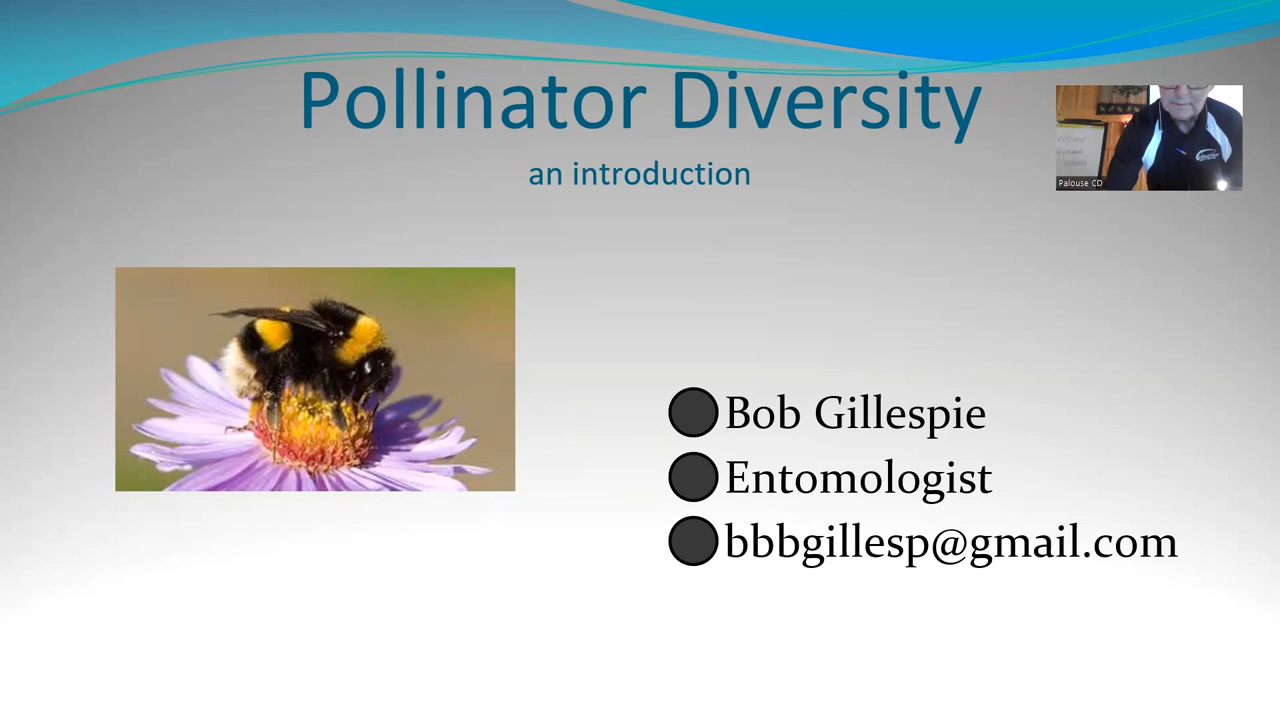 Pollinator Diversity
an introduction
Palouse CD
Bob Gillespie
Entomologist
bbbgillesp@gmail.com